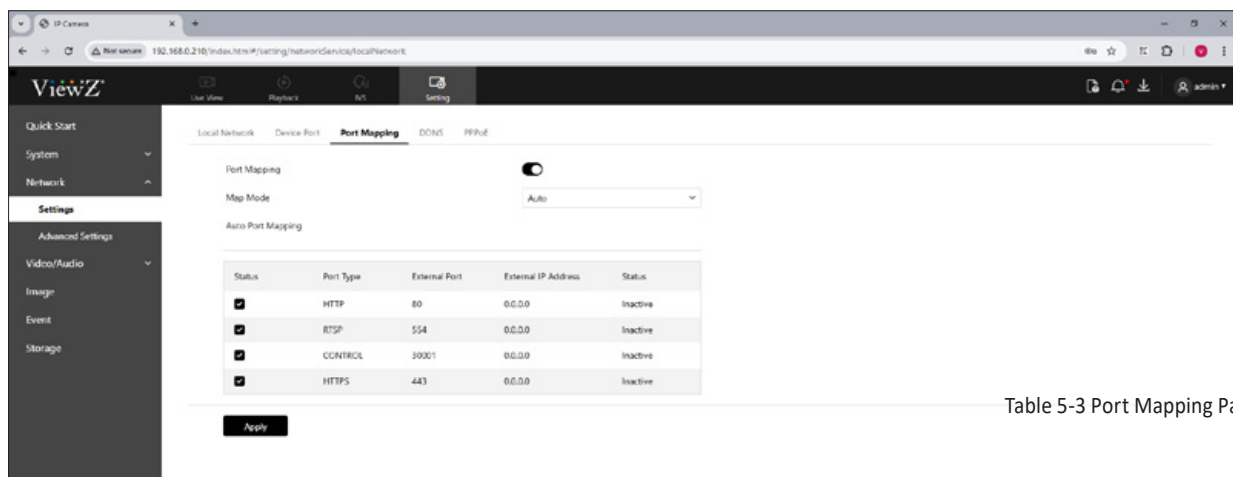 IP Camera
Not secure 192.168.0.210/index.html#/setting/networkService/localNetwork
ViewZ
Live View Playback IVS Setting
admin
Quick Start
System
Network
Settings
Advanced Settings
Video/Audio
Image
Event
Storage
Local Network Device Port Port Mapping DDNS PPPoE
Port Mapping
Map Mode Auto
Auto Port Mapping
Status Port Type External Port External IP Address Status
HTTP 80 0.0.0.0 Inactive
RTSP 554 0.0.0.0 Inactive
CONTROL 30001 0.0.0.0 Inactive
HTTPS 443 0.0.0.0 Inactive
Apply
Table 5-3 Port Mapping Pa